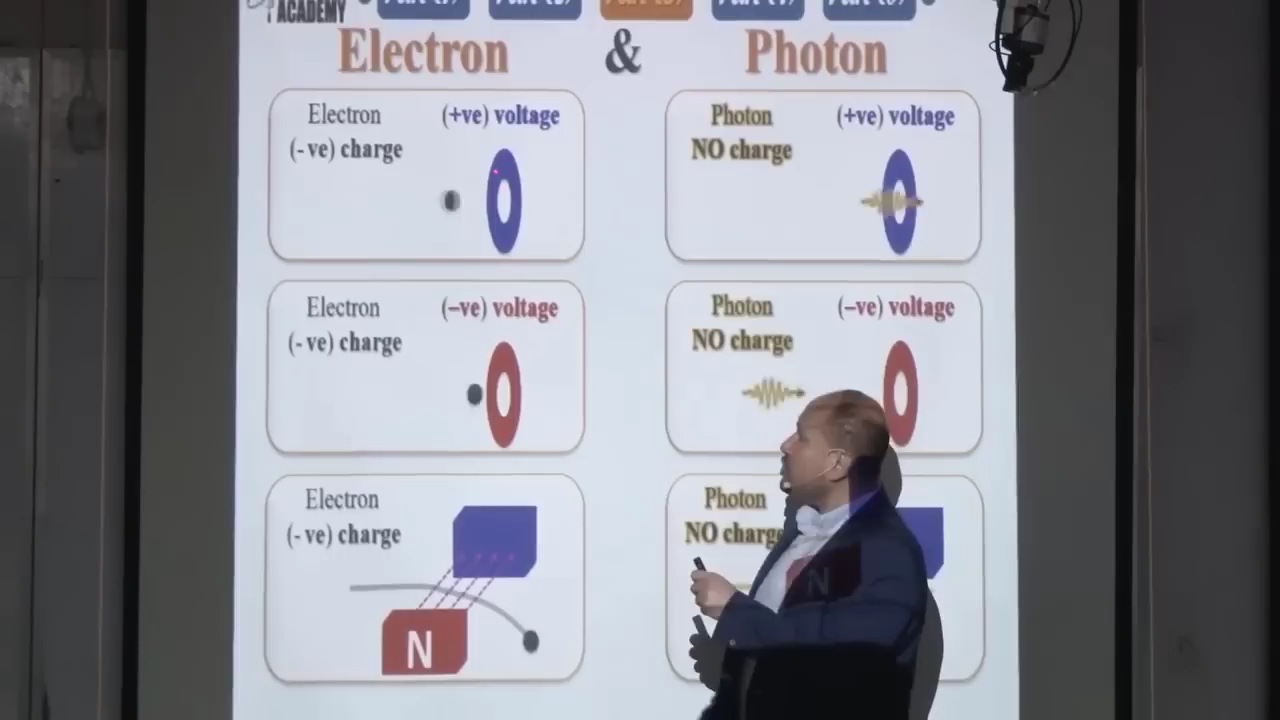 ACADEMY
Electron & Photon
Electron (+ve) voltage
(- ve) charge
Photon (+ve) voltage
NO charge
Electron (–ve) voltage
(- ve) charge
Photon (–ve) voltage
NO charge
Electron
(- ve) charge
N
Photon
NO charge
N